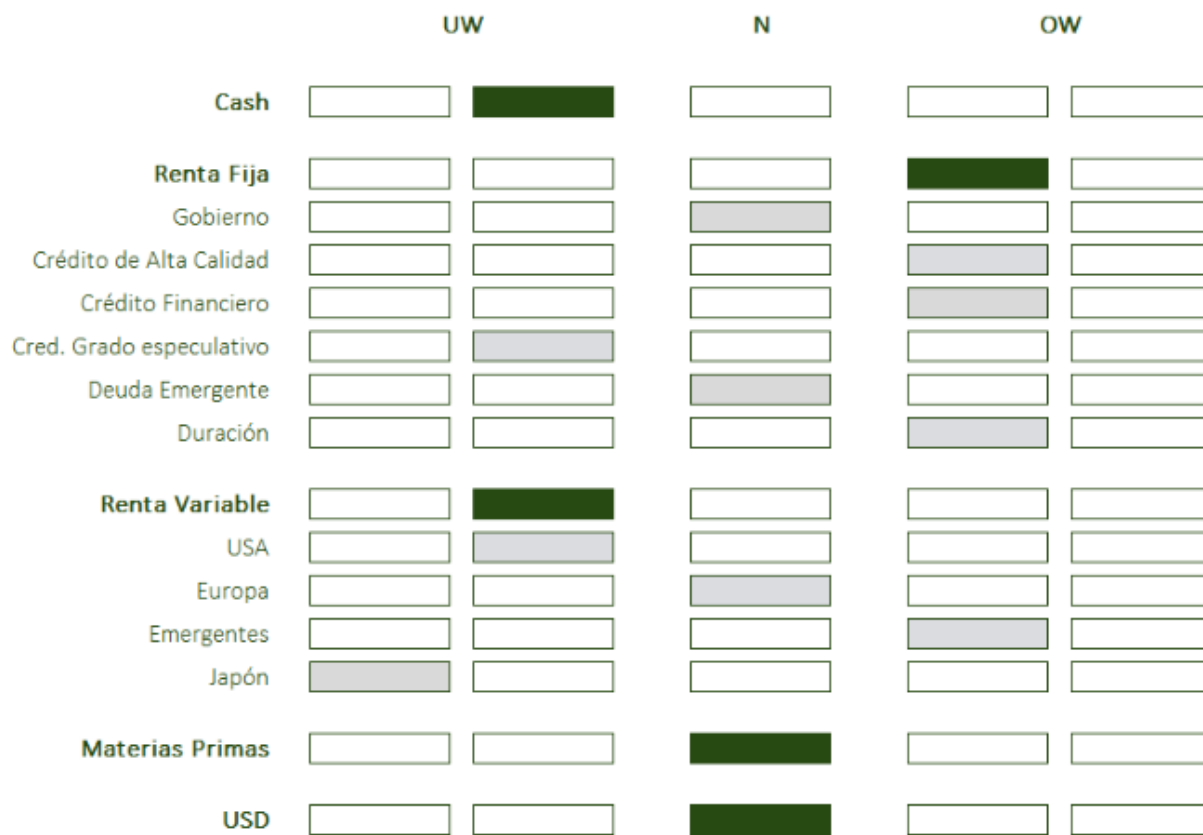 UW N OW
Cash
Renta Fija
Gobierno
Crédito de Alta Calidad
Crédito Financiero
Cred. Grado especulativo
Deuda Emergente
Duración
Renta Variable
USA
Europa
Emergentes
Japón
Materias Primas
USD